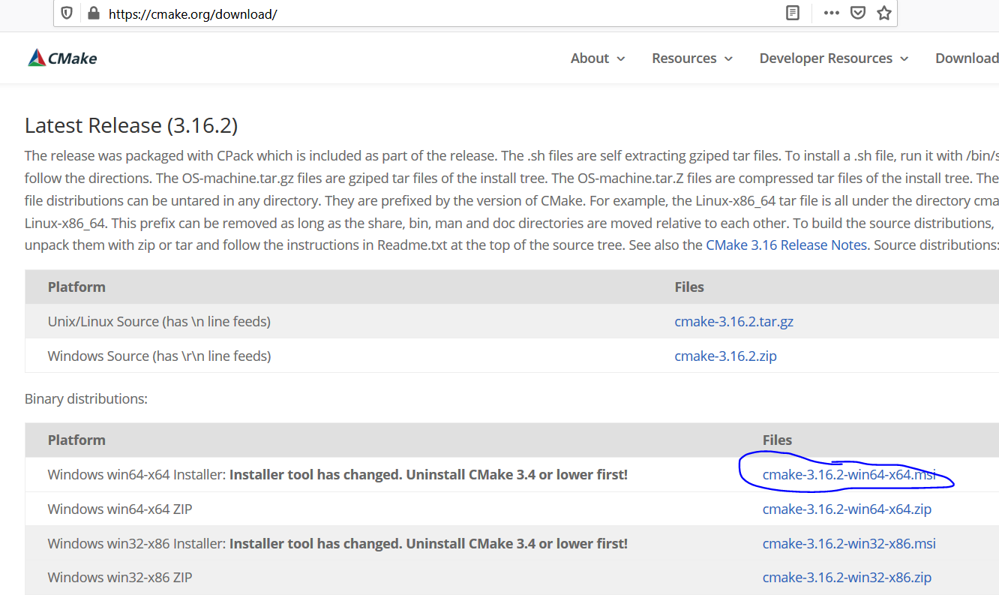 https://cmake.org/download/
CMake
About
Resources
Developer Resources
Download
Latest Release (3.16.2)
The release was packaged with CPack which is included as part of the release. The .sh files are self extracting gziped tar files. To install a .sh file, run it with /bin/s
follow the directions. The OS-machine.tar.gz files are gziped tar files of the install tree. The OS-machine.tar.Z files are compressed tar files of the install tree. The
file distributions can be untared in any directory. They are prefixed by the version of CMake. For example, the Linux-x86_64 tar file is all under the directory cma
Linux-x86_64. This prefix can be removed as long as the share, bin, man and doc directories are moved relative to each other. To build the source distributions,
unpack them with zip or tar and follow the instructions in Readme.txt at the top of the source tree. See also the CMake 3.16 Release Notes. Source distributions:
Platform Files
Unix/Linux Source (has \n line feeds) cmake-3.16.2.tar.gz
Windows Source (has \r\n line feeds) cmake-3.16.2.zip
Binary distributions:
Platform Files
Windows win64-x64 Installer: Installer tool has changed. Uninstall CMake 3.4 or lower first! cmake-3.16.2-win64-x64.msi
Windows win64-x64 ZIP cmake-3.16.2-win64-x64.zip
Windows win32-x86 Installer: Installer tool has changed. Uninstall CMake 3.4 or lower first! cmake-3.16.2-win32-x86.msi
Windows win32-x86 ZIP cmake-3.16.2-win32-x86.zip